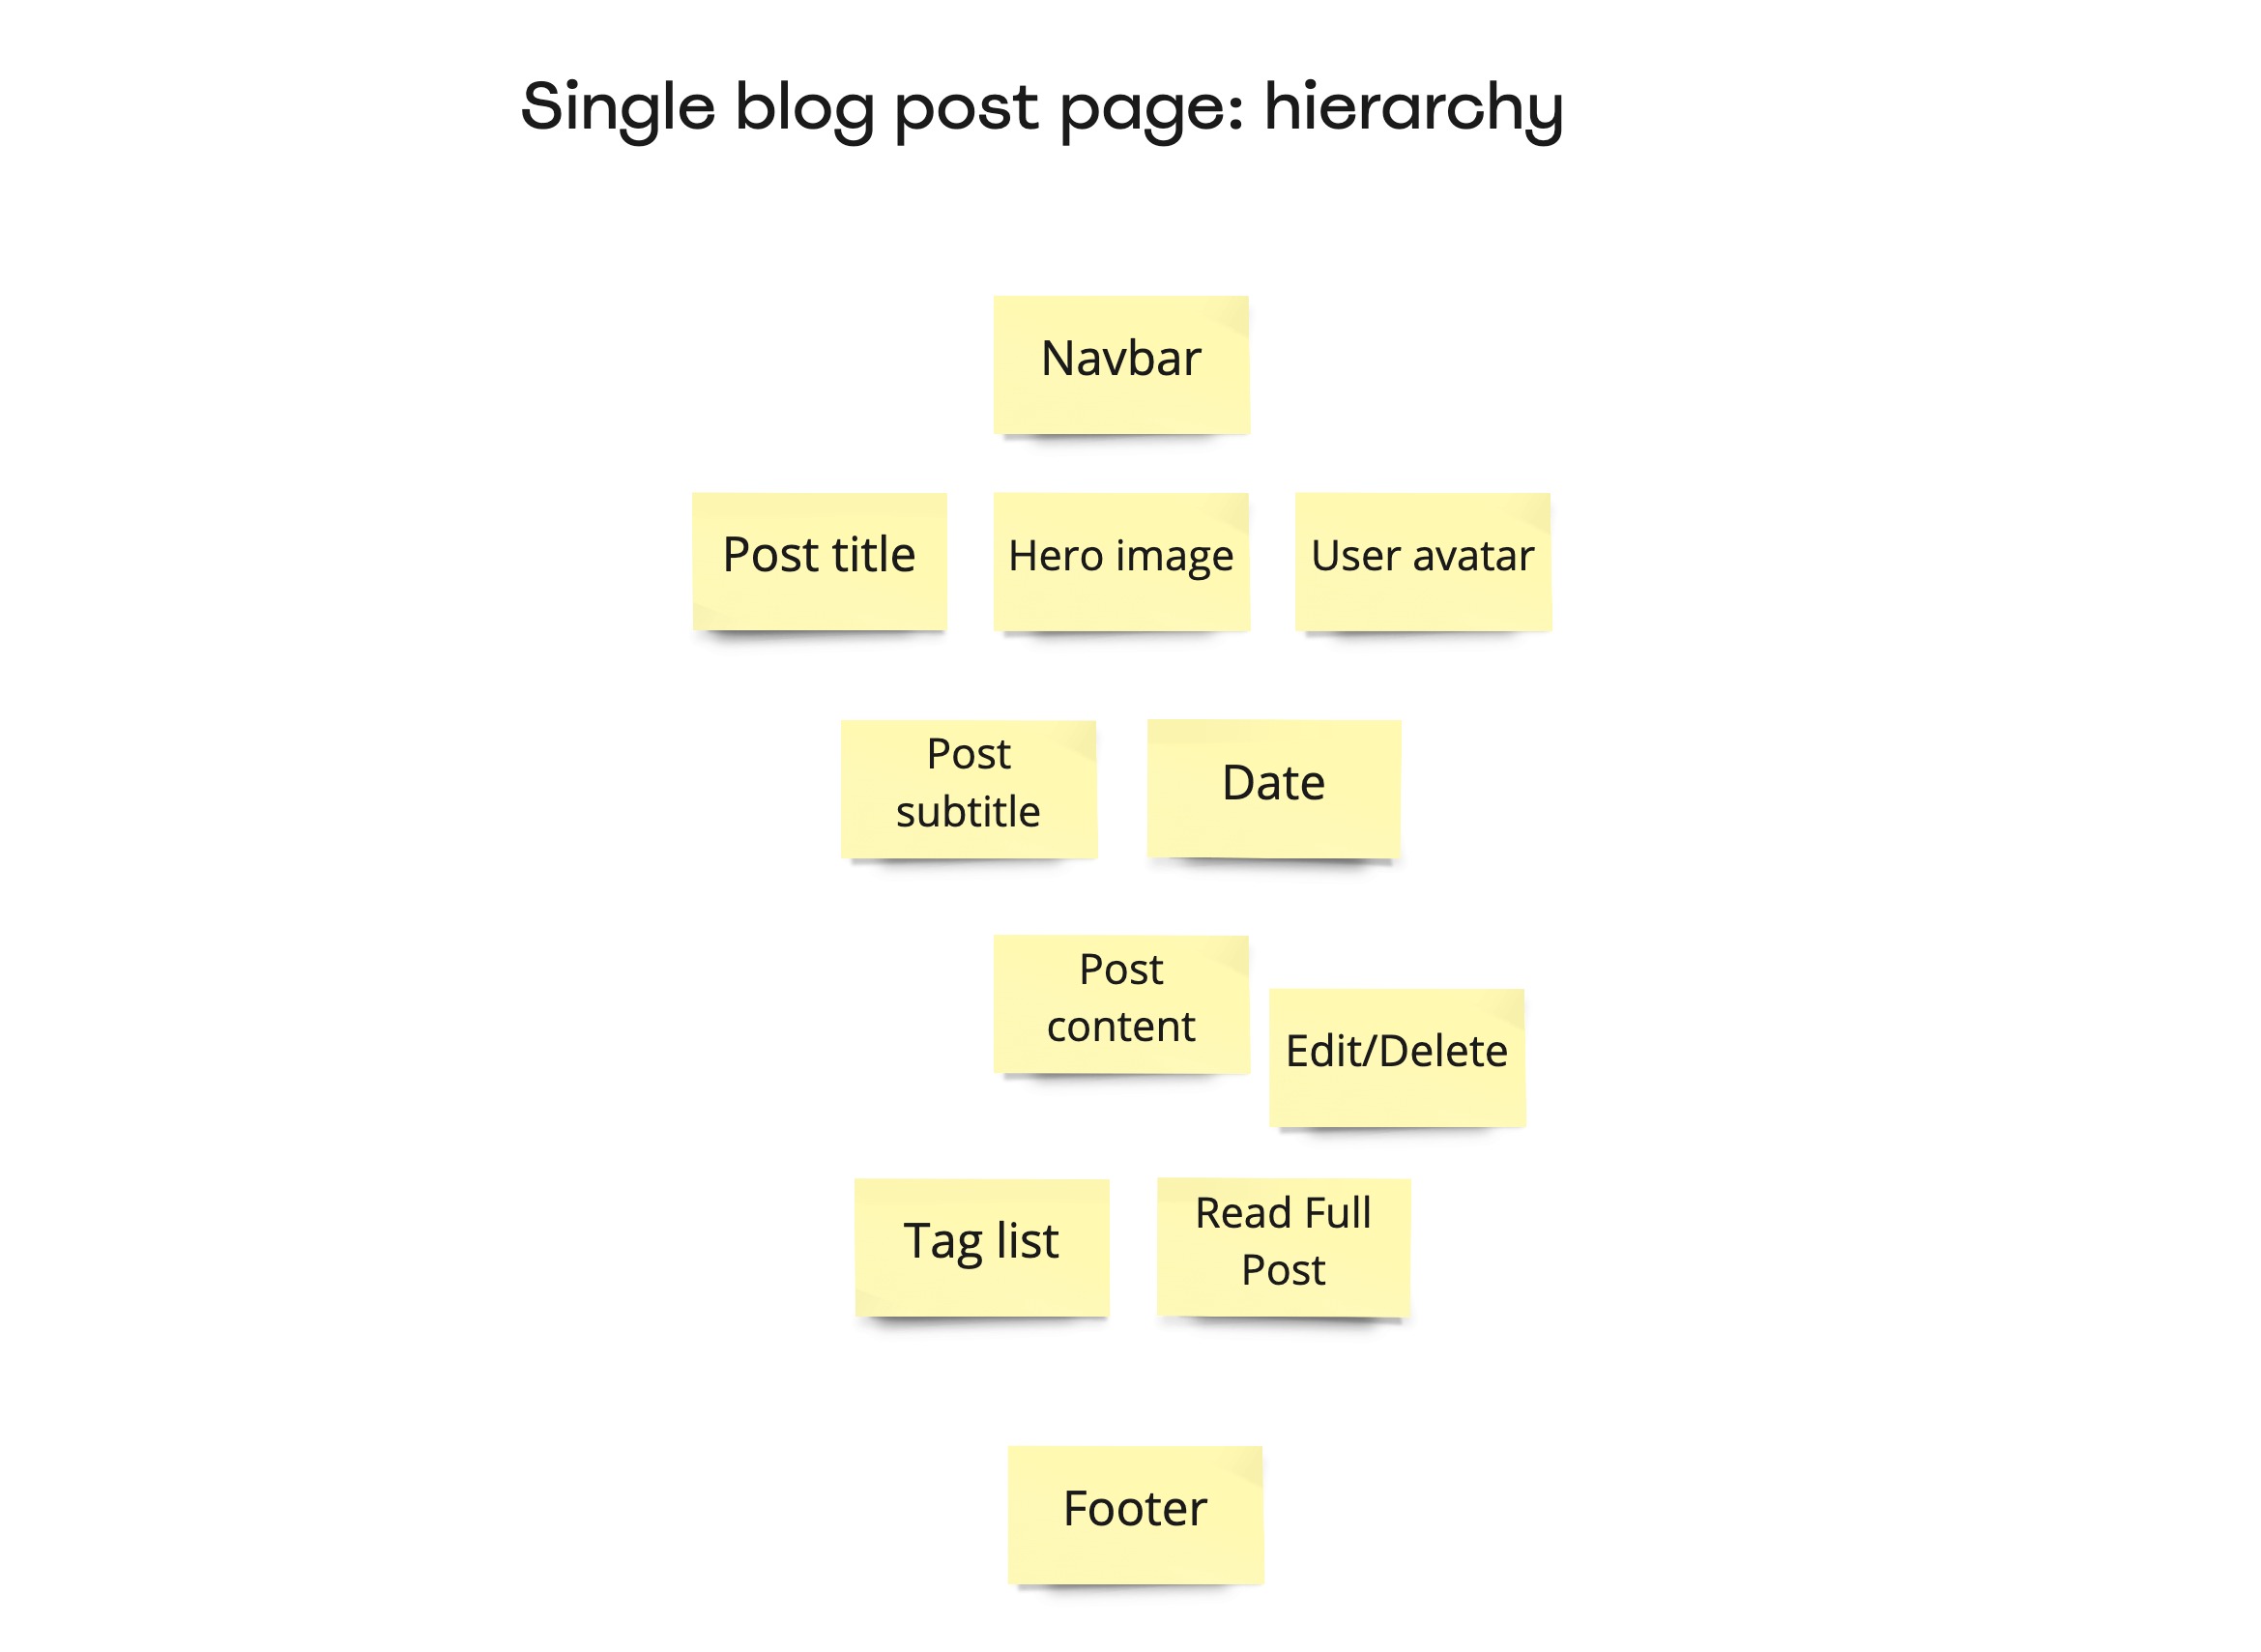 Single blog post page: hierarchy
Navbar
Post title
Hero image
User avatar
Post
subtitle
Date
Post
content
Edit/Delete
Tag list
Read Full
Post
Footer